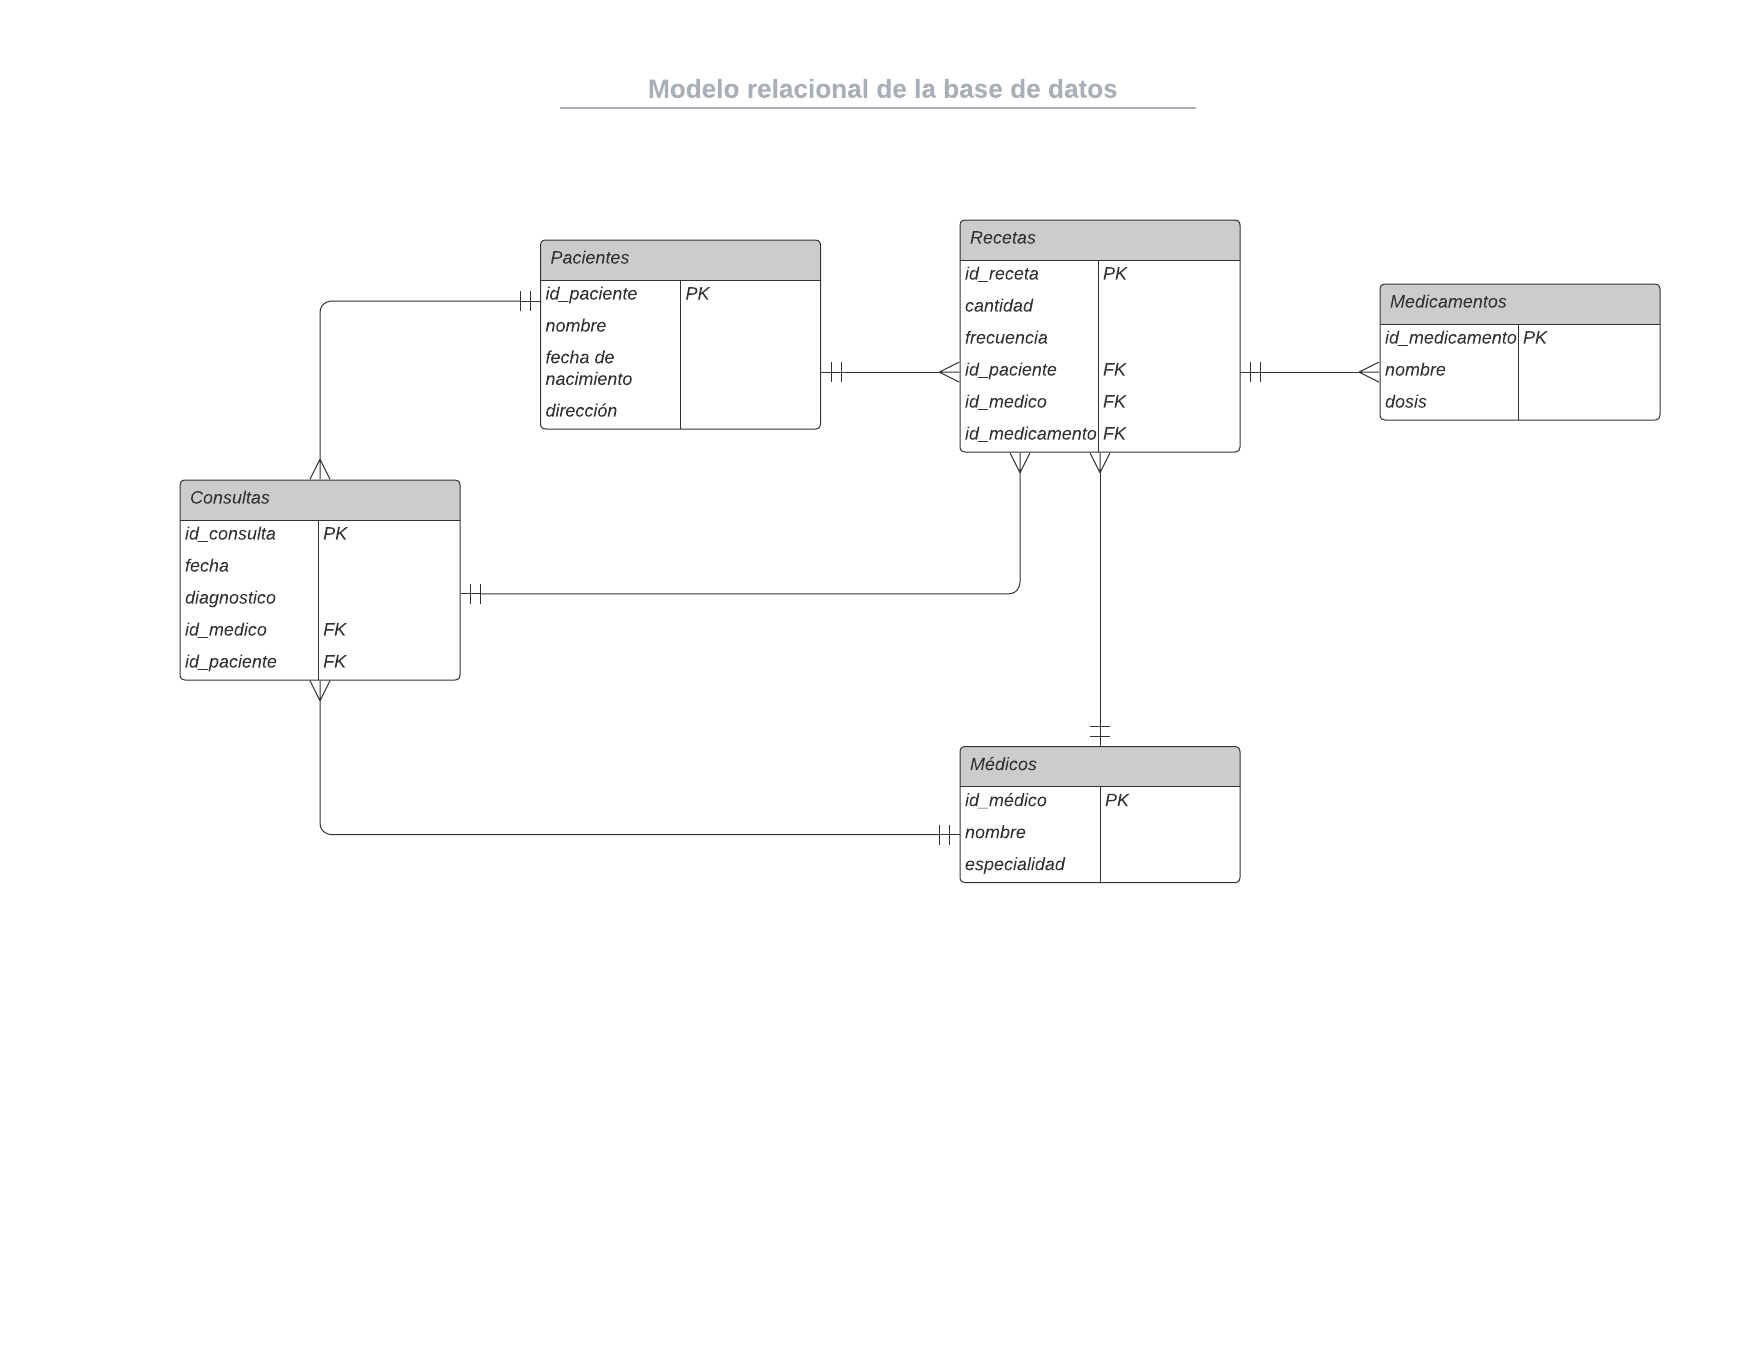 Modelo relacional de la base de datos
Pacientes
id_paciente PK
nombre
fecha de
nacimiento
dirección
Recetas
id_receta PK
cantidad
frecuencia
id_paciente FK
id_medico FK
id_medicamento FK
Medicamentos
id_medicamento PK
nombre
dosis
Consultas
id_consulta PK
fecha
diagnostico
id_medico FK
id_paciente FK
Médicos
id_médico PK
nombre
especialidad